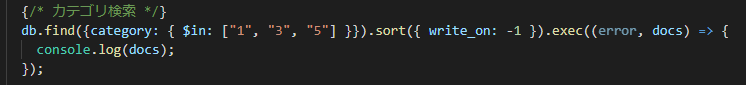 {/* カテゴリ検索 */}
db.find({category: { $in: ["1", "3", "5"] }}).sort({ write_on: -1 }).exec((error, docs) => {
  console.log(docs);
});